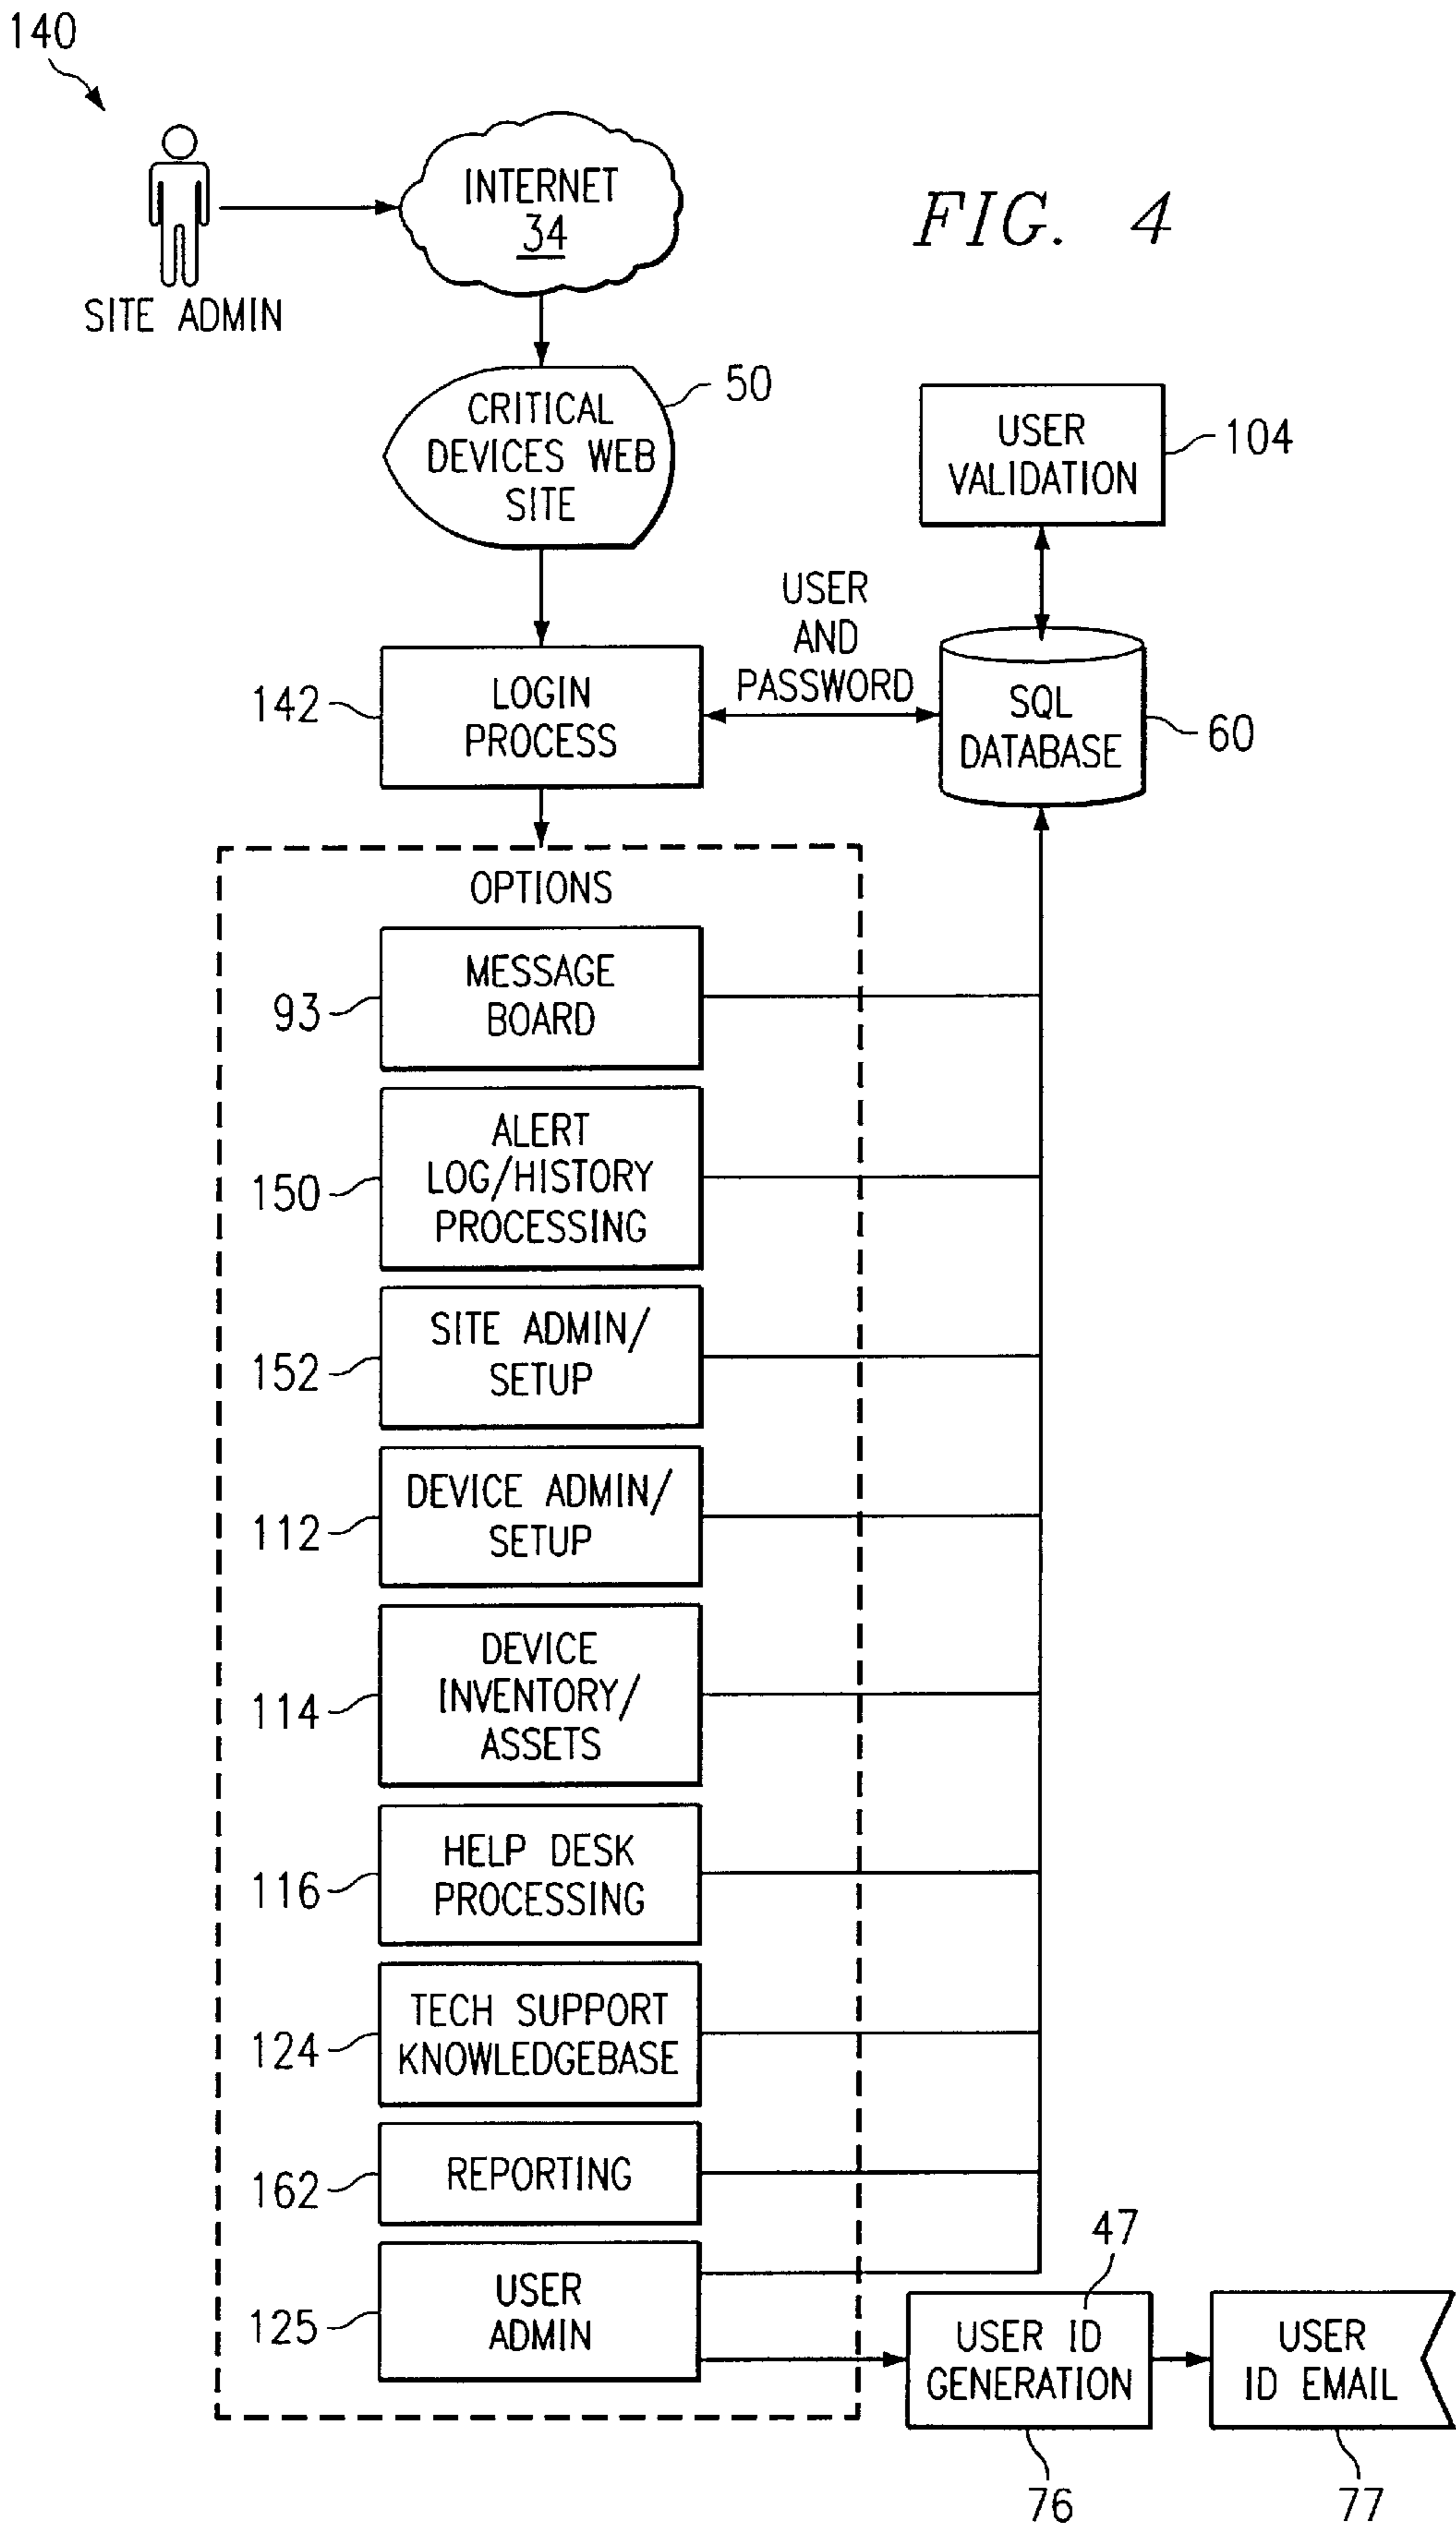 140
INTERNET
34
FIG. 4
SITE ADMIN
CRITICAL
DEVICES WEB
SITE
50
USER
VALIDATION
104
USER
AND
PASSWORD
142
LOGIN
PROCESS
SQL
DATABASE
60
OPTIONS
MESSAGE
BOARD
93
ALERT
LOG/HISTORY
PROCESSING
150
SITE ADMIN/
SETUP
152
DEVICE ADMIN/
SETUP
112
DEVICE
INVENTORY/
ASSETS
114
HELP DESK
PROCESSING
116
TECH SUPPORT
KNOWLEDGEBASE
124
REPORTING
162
USER
ADMIN
125
47
USER ID
GENERATION
76
USER
ID EMAIL
77